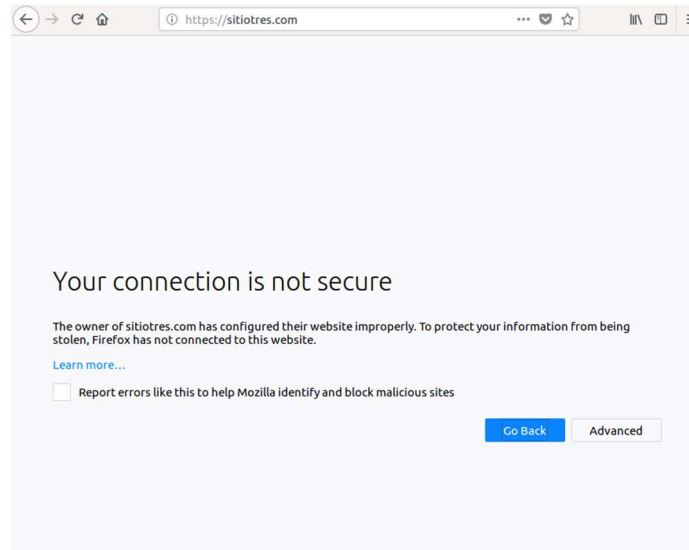 https://sitiotres.com
Your connection is not secure
The owner of sitiotres.com has configured their website improperly. To protect your information from being
stolen, Firefox has not connected to this website.
Learn more…
Report errors like this to help Mozilla identify and block malicious sites
Go Back Advanced